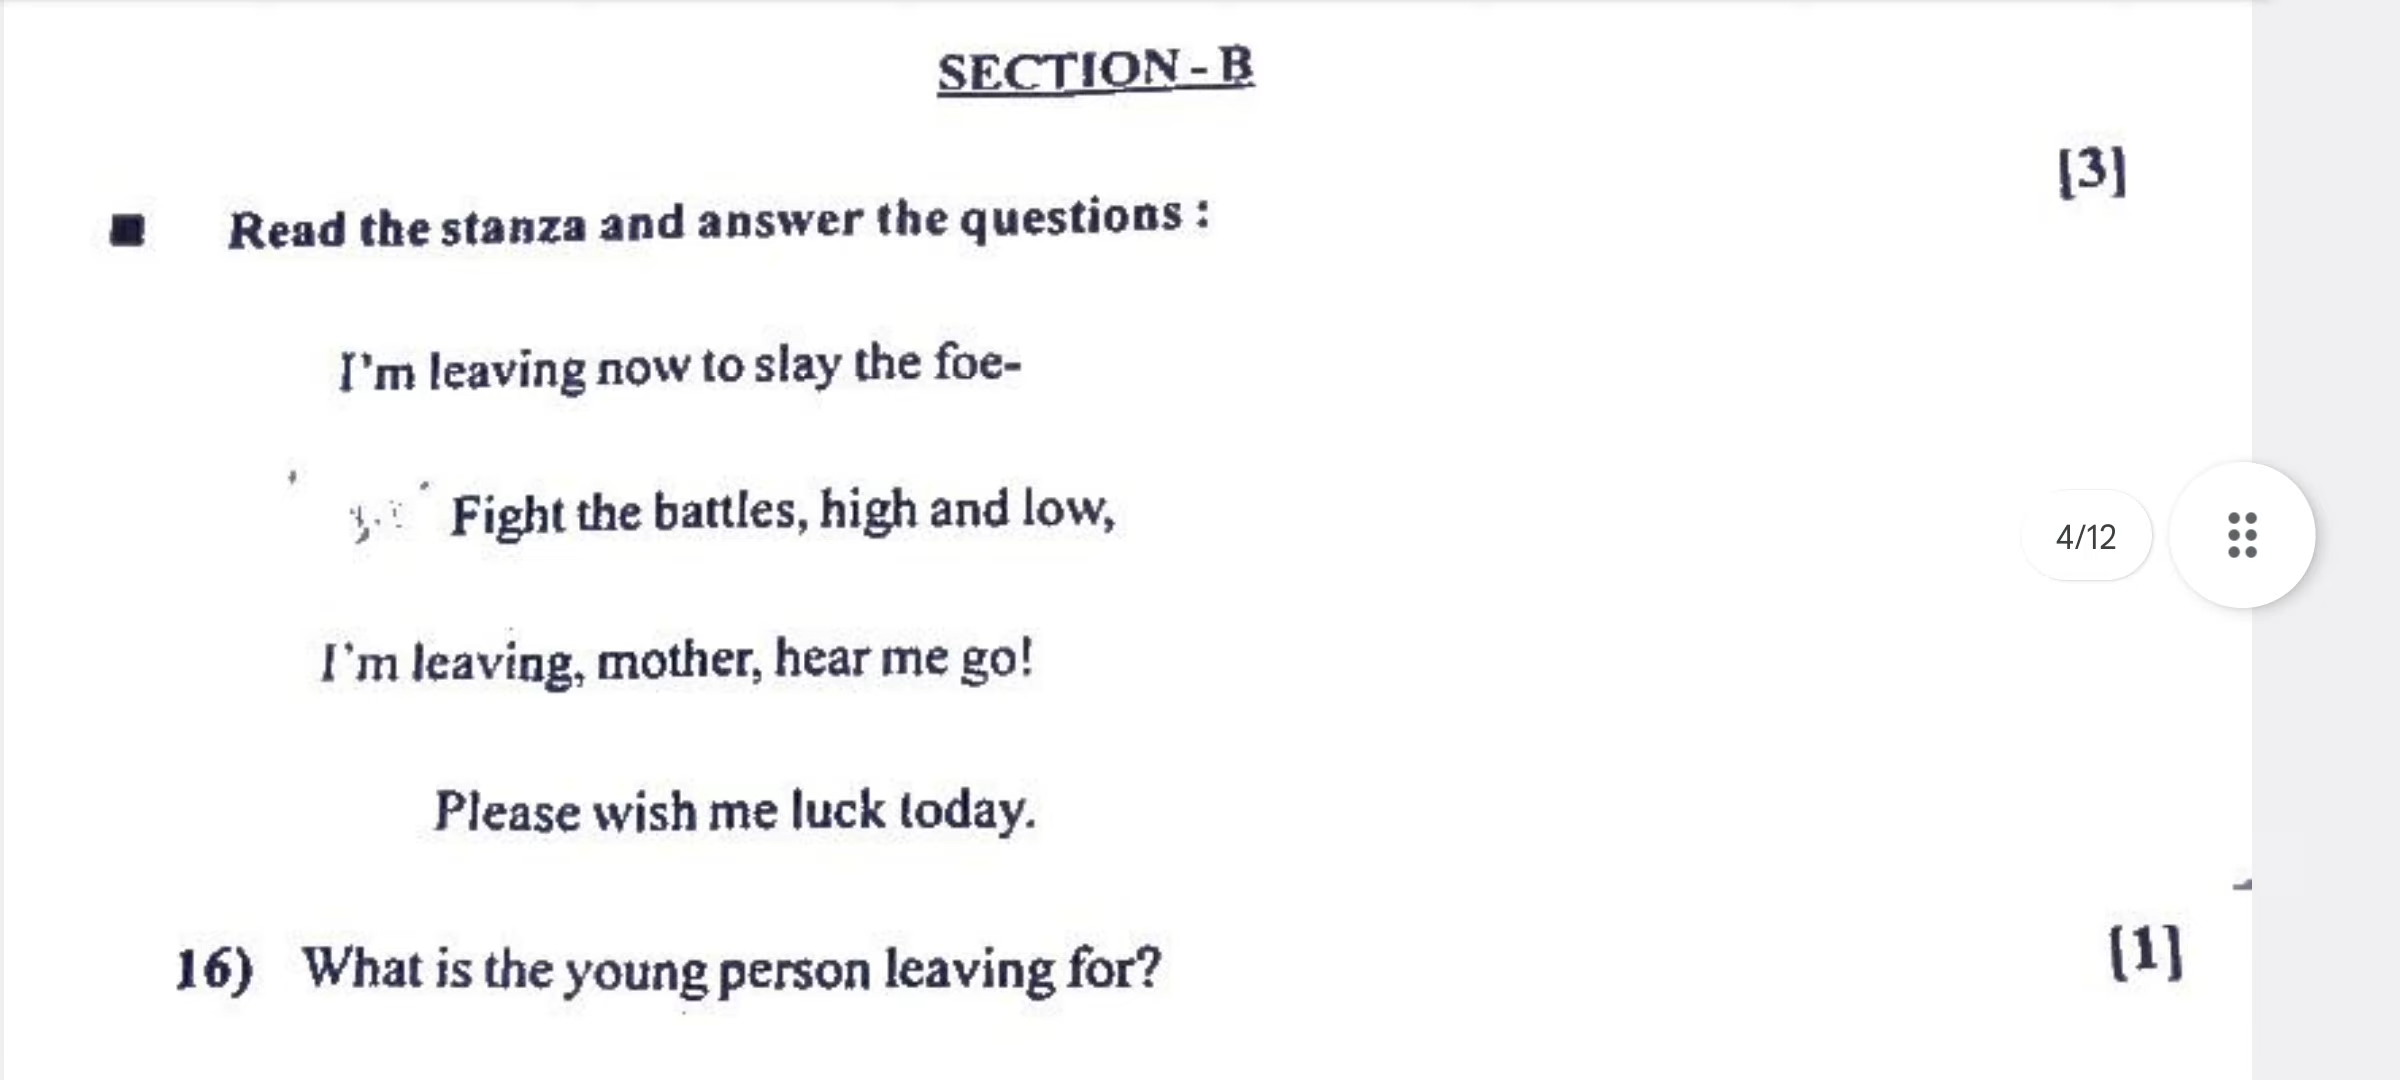 SECTION - B
[3]
■ Read the stanza and answer the questions :
I'm leaving now to slay the foe-
Fight the battles, high and low,
I'm leaving, mother, hear me go!
Please wish me luck today.
4/12
16) What is the young person leaving for? [1]